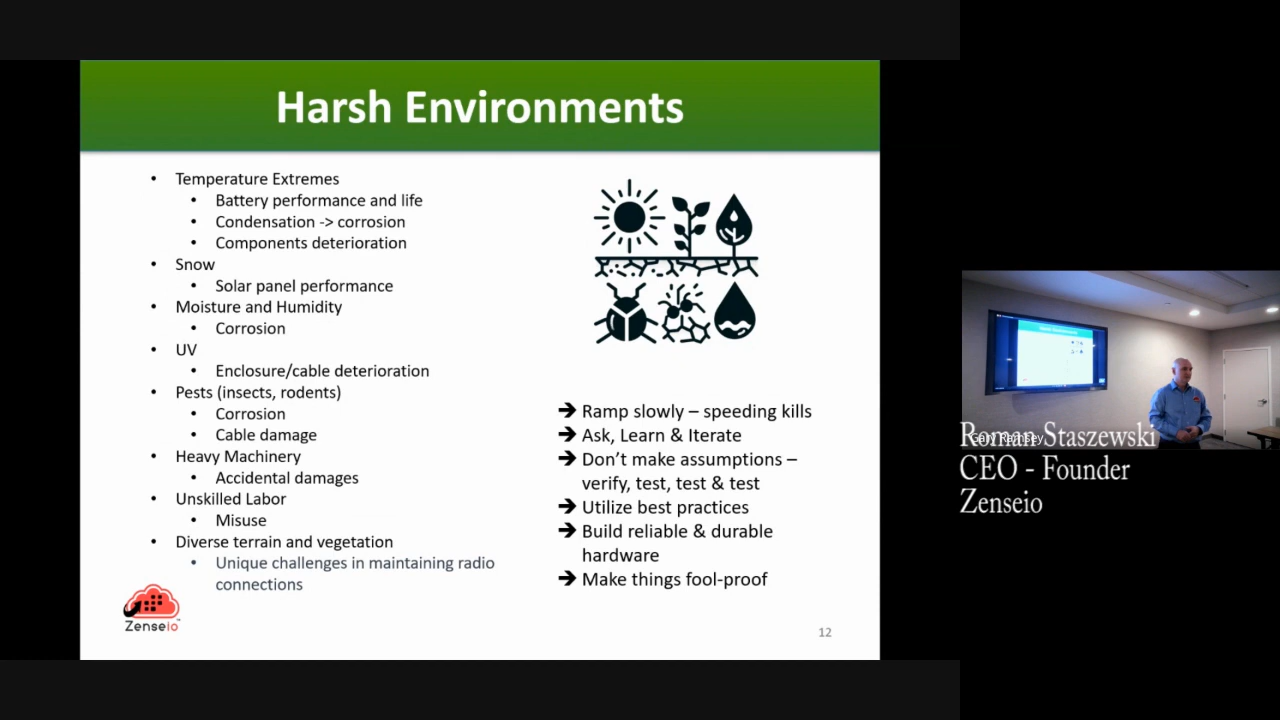 Harsh Environments
• Temperature Extremes
• Battery performance and life
• Condensation -> corrosion
• Components deterioration
• Snow
• Solar panel performance
• Moisture and Humidity
• Corrosion
• UV
• Enclosure/cable deterioration
• Pests (insects, rodents)
• Corrosion
• Cable damage
• Heavy Machinery
• Accidental damages
• Unskilled Labor
• Misuse
• Diverse terrain and vegetation
• Unique challenges in maintaining radio
connections
➔ Ramp slowly – speeding kills
➔ Ask, Learn & Iterate
➔ Don’t make assumptions –
verify, test, test & test
➔ Utilize best practices
➔ Build reliable & durable
hardware
➔ Make things fool-proof
Zenseio
12
Harsh Environments
Gary Ramsey
Roman Staszewski
CEO - Founder
Zenseio